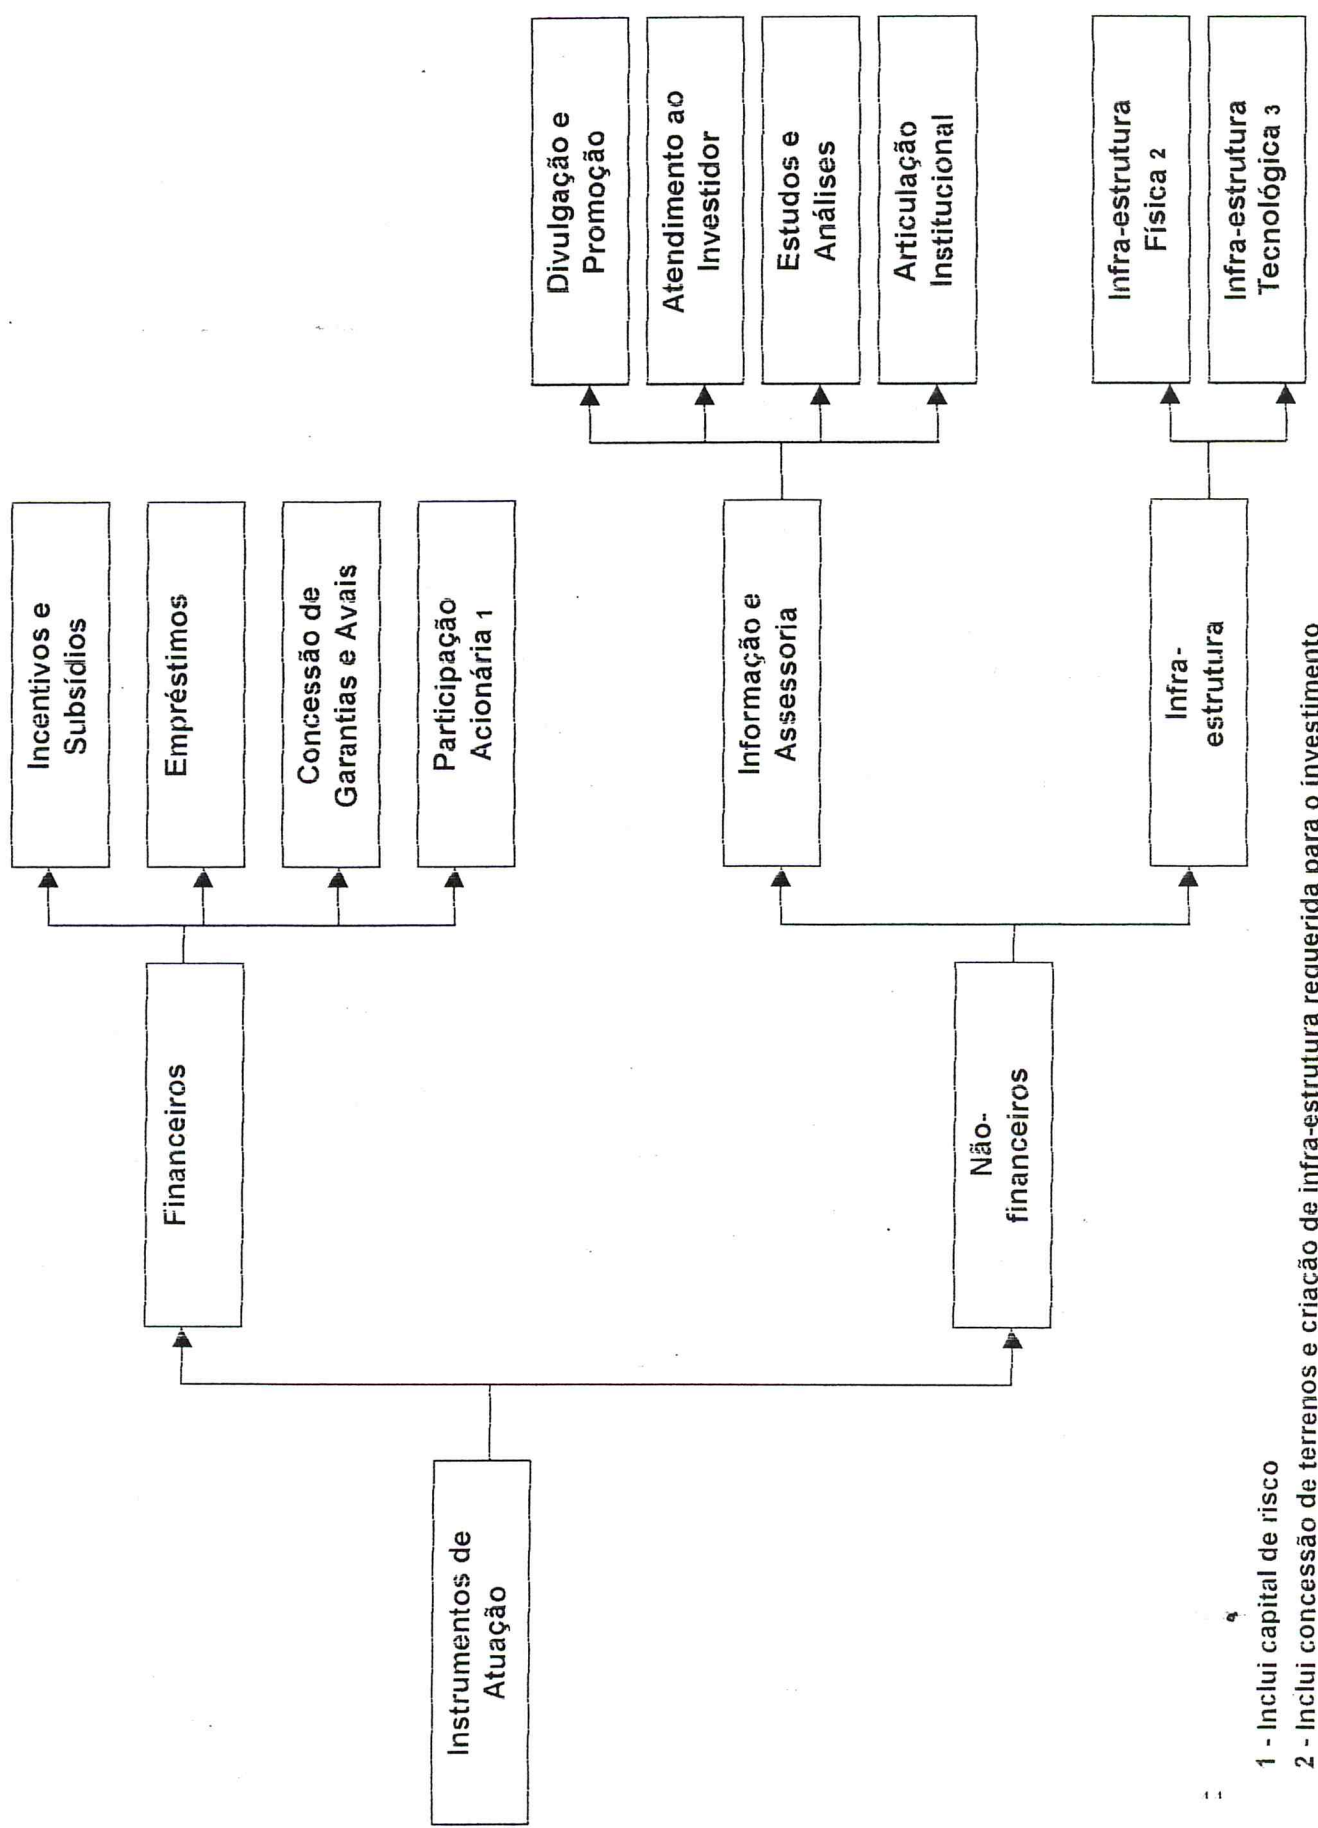 Instrumentos de
Atuação
Financeiros
Incentivos e
Subsídios
Empréstimos
Concessão de
Garantias e Avais
Participação
Acionária 1
Não-
financeiros
Informação e
Assessoria
Divulgação e
Promoção
Atendimento ao
Investidor
Estudos e
Análises
Articulação
Institucional
Infra-
estrutura
Infra-estrutura
Física 2
Infra-estrutura
Tecnológica 3
1 - Inclui capital de risco
2 - Inclui concessão de terrenos e criação de infra-estrutura requerida para o investimento